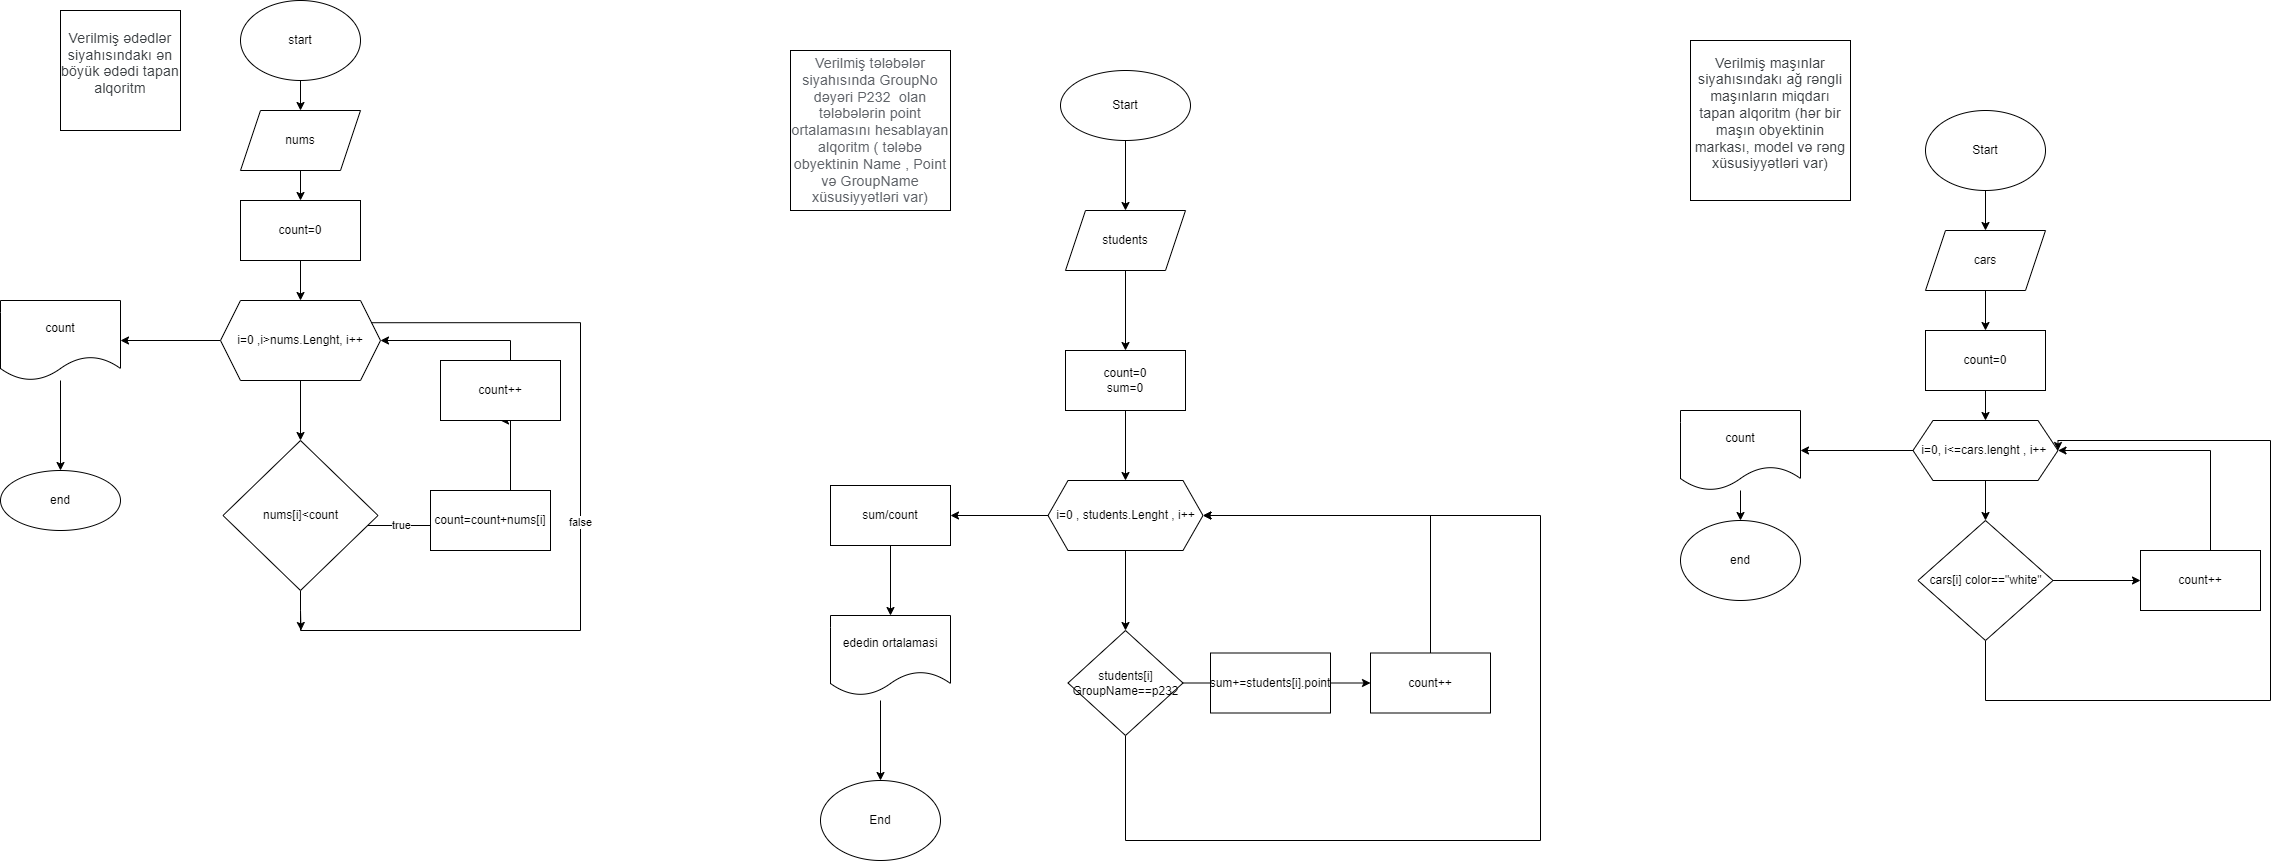 Verilmiş ədədlər
siyahısındakı ən
böyük ədədi tapan
alqoritm
start
nums
count=0
i=0 ,i>nums.Lenght, i++
count
end
count++
nums[i]<count
true
count=count+nums[i]
false
Verilmiş tələbələr
siyahısında GroupNo
dəyəri P232  olan
tələbələrin point
ortalamasını hesablayan
alqoritm ( tələbə
obyektinin Name , Point
və GroupName
xüsusiyyətləri var)
Start
students
count=0
sum=0
i=0 , students.Lenght , i++
sum/count
ededin ortalamasi
End
students[i]
GroupName==p232
sum+=students[i].point
count++
Verilmiş maşınlar
siyahısındakı ağ rəngli
maşınların miqdarı
tapan alqoritm (hər bir
maşın obyektinin
markası, model və rəng
xüsusiyyətləri var)
Start
cars
count=0
i=0, i<=cars.lenght , i++
count
end
cars[i] color=="white"
count++